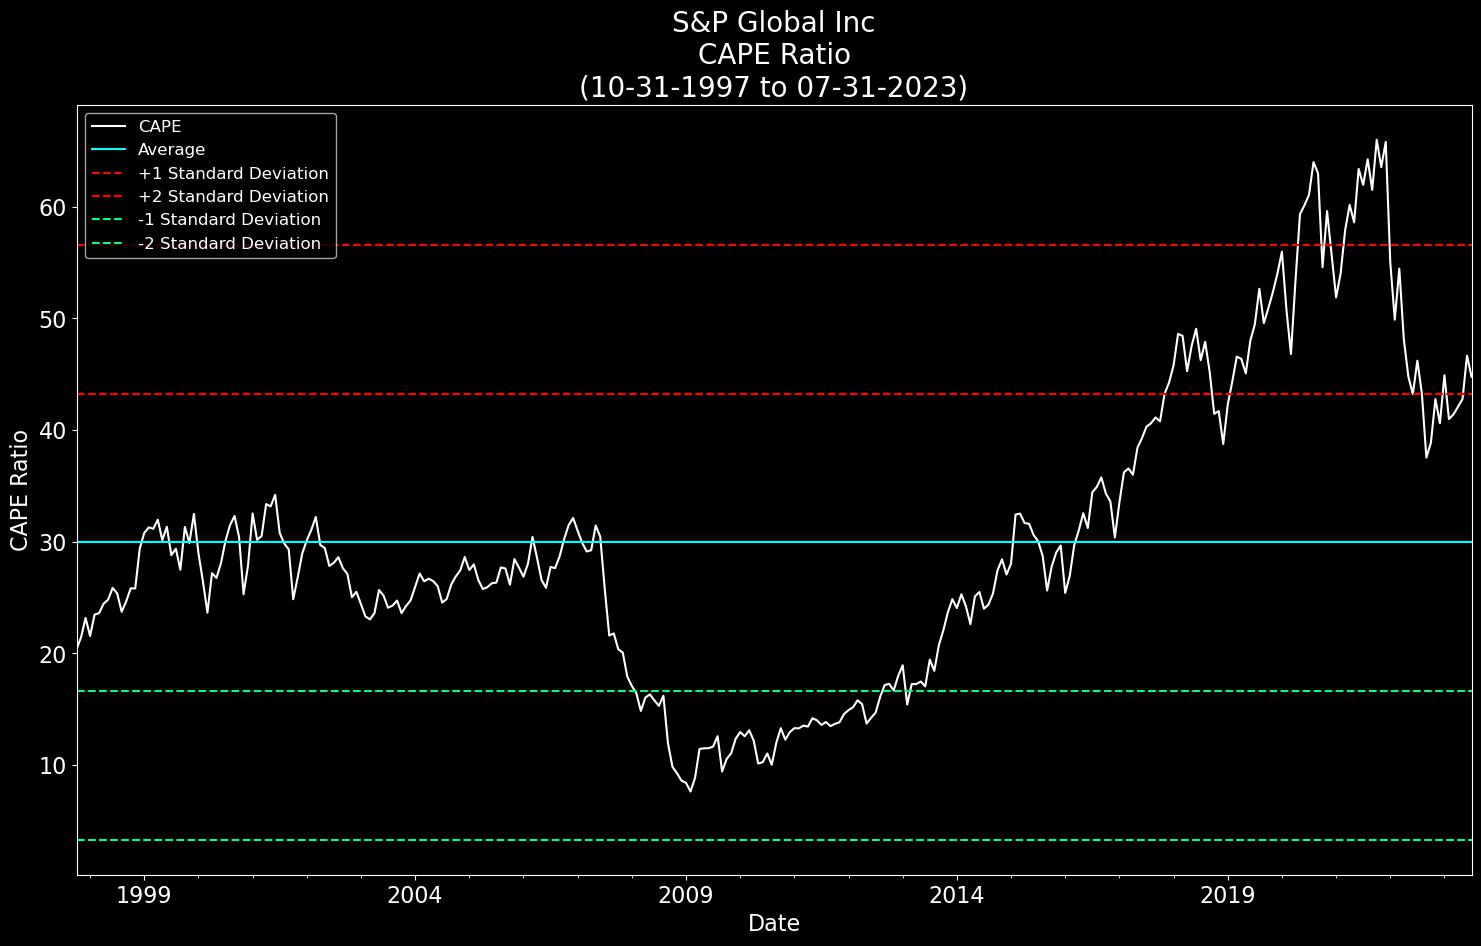 S&P Global Inc
CAPE Ratio
(10-31-1997 to 07-31-2023)
CAPE
Average
+1 Standard Deviation
+2 Standard Deviation
-1 Standard Deviation
-2 Standard Deviation
CAPE Ratio
60
50
40
30
20
10
1999
2004
2009
2014
2019
Date